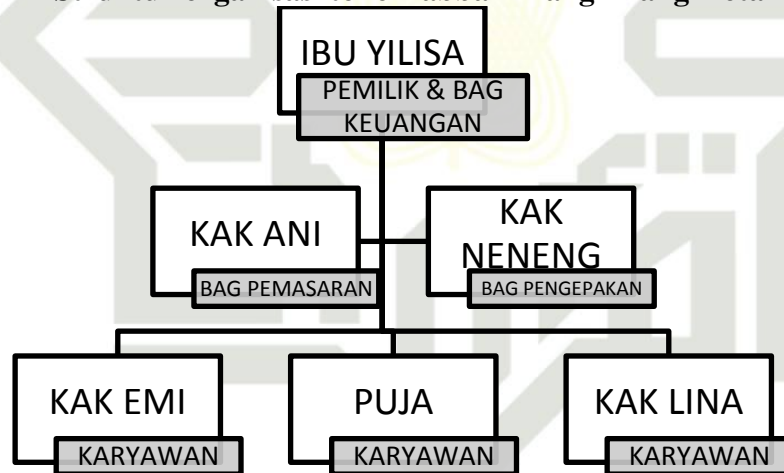 IBU YILISA
PEMILIK & BAG
KEUANGAN
KAK ANI
BAG PEMASARAN
KAK
NENENG
BAG PENGEPAKAN
KAK EMI
KARYAWAN
PUJA
KARYAWAN
KAK LINA
KARYAWAN